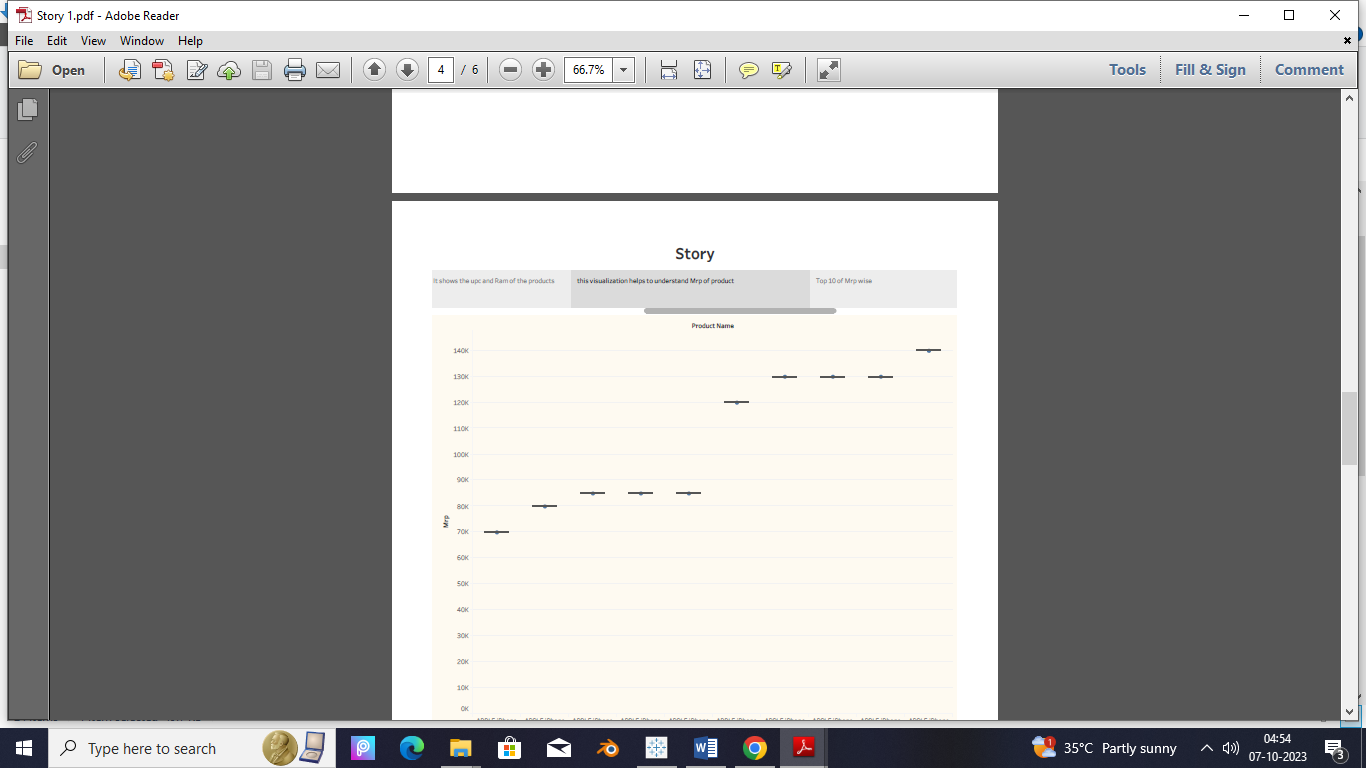 Story 1.pdf - Adobe Reader
File Edit View Window Help
Open 4 / 6 66.7% Tools Fill & Sign Comment
Story
It shows the upc and Ram of the products
this visualization helps to understand Mrp of product
Top 10 of Mrp wise
Product Name
140K
130K
120K
110K
100K
90K
80K
Mrp
70K
60K
50K
40K
30K
20K
10K
0K
Type here to search
1
35°C Partly sunny
04:54
07-10-2023
3